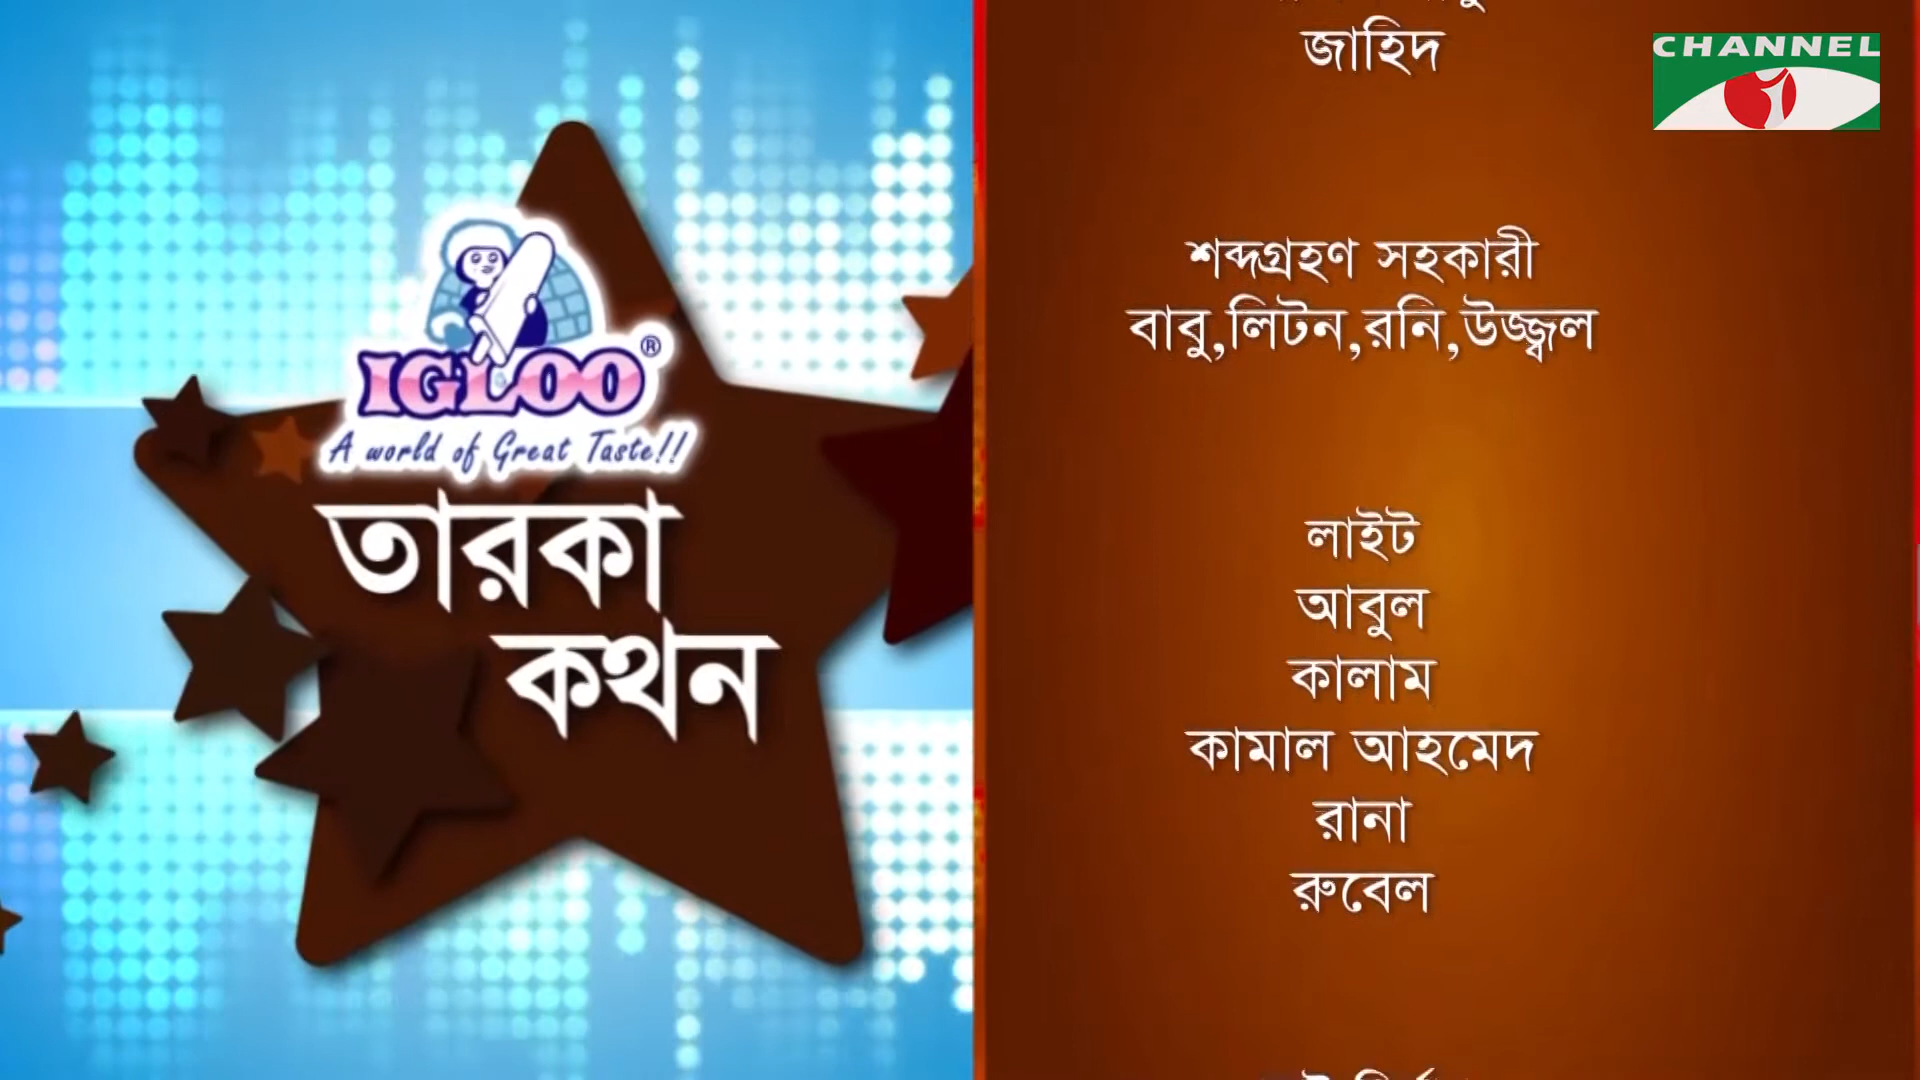 IGLOO®
A world of Great Taste!!
তারকা
কথন
CHANNEL
জাহিদ
শব্দগ্রহণ সহকারী
বাবু,লিটন,রনি,উজ্জ্বল
লাইট
আবুল
কালাম
কামাল আহমেদ
রানা
রুবেল